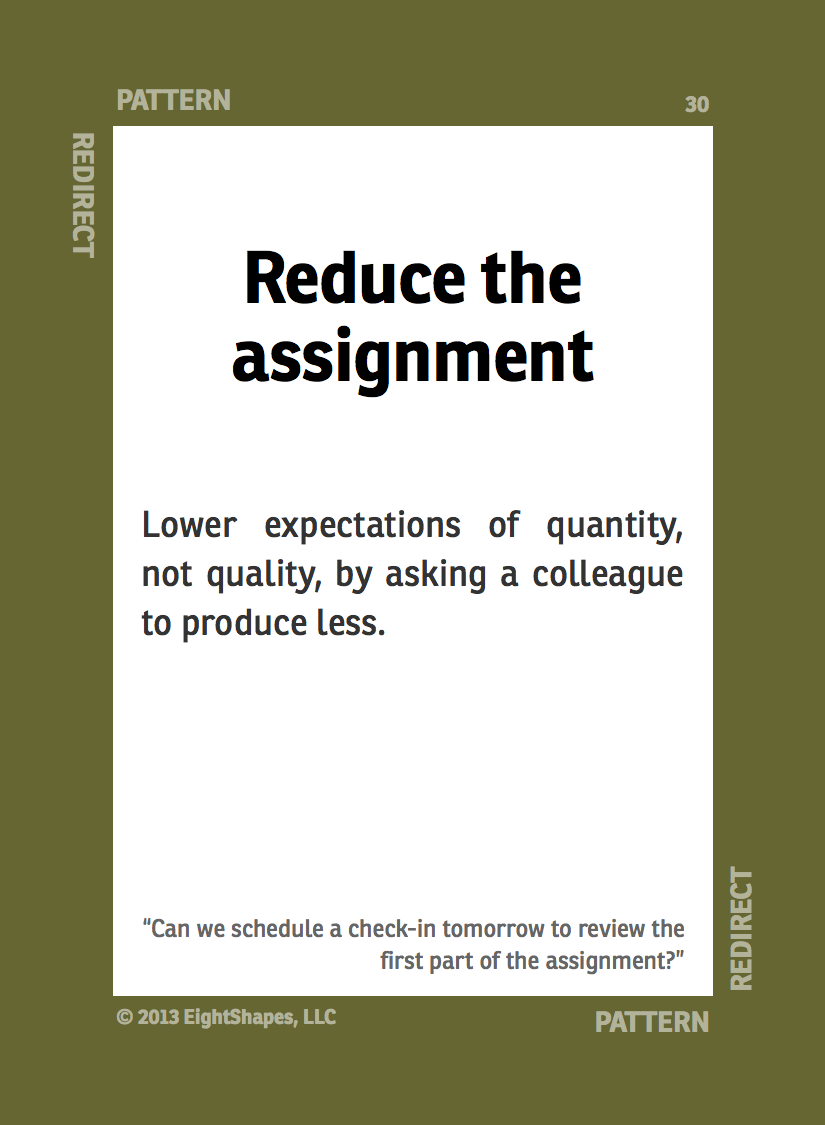 PATTERN
30
REDIRECT
Reduce the
assignment
Lower expectations of quantity,
not quality, by asking a colleague
to produce less.
“Can we schedule a check-in tomorrow to review the
first part of the assignment?”
REDIRECT
© 2013 EightShapes, LLC
PATTERN